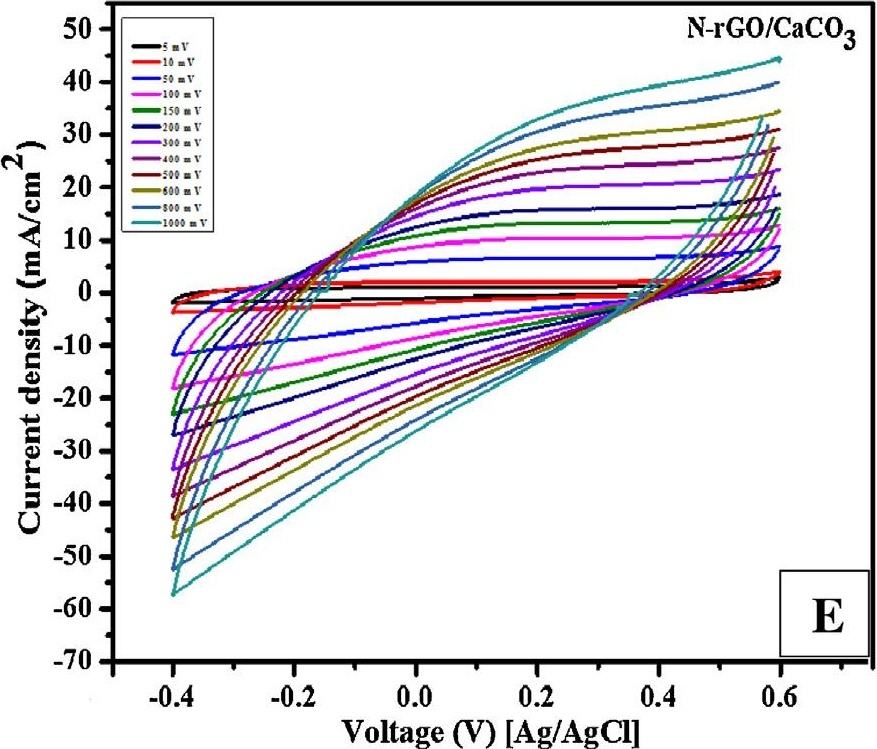 N-rGO/CaCO3
5 mV
10 mV
50 mV
100 mV
150 mV
200 mV
300 mV
400 mV
500 mV
600 mV
800 mV
1000 mV
50
40
30
20
10
0
-10
-20
-30
-40
-50
-60
-70
Current density (mA/cm2)
E
-0.4 -0.2 0.0 0.2 0.4 0.6
Voltage (V) [Ag/AgCl]